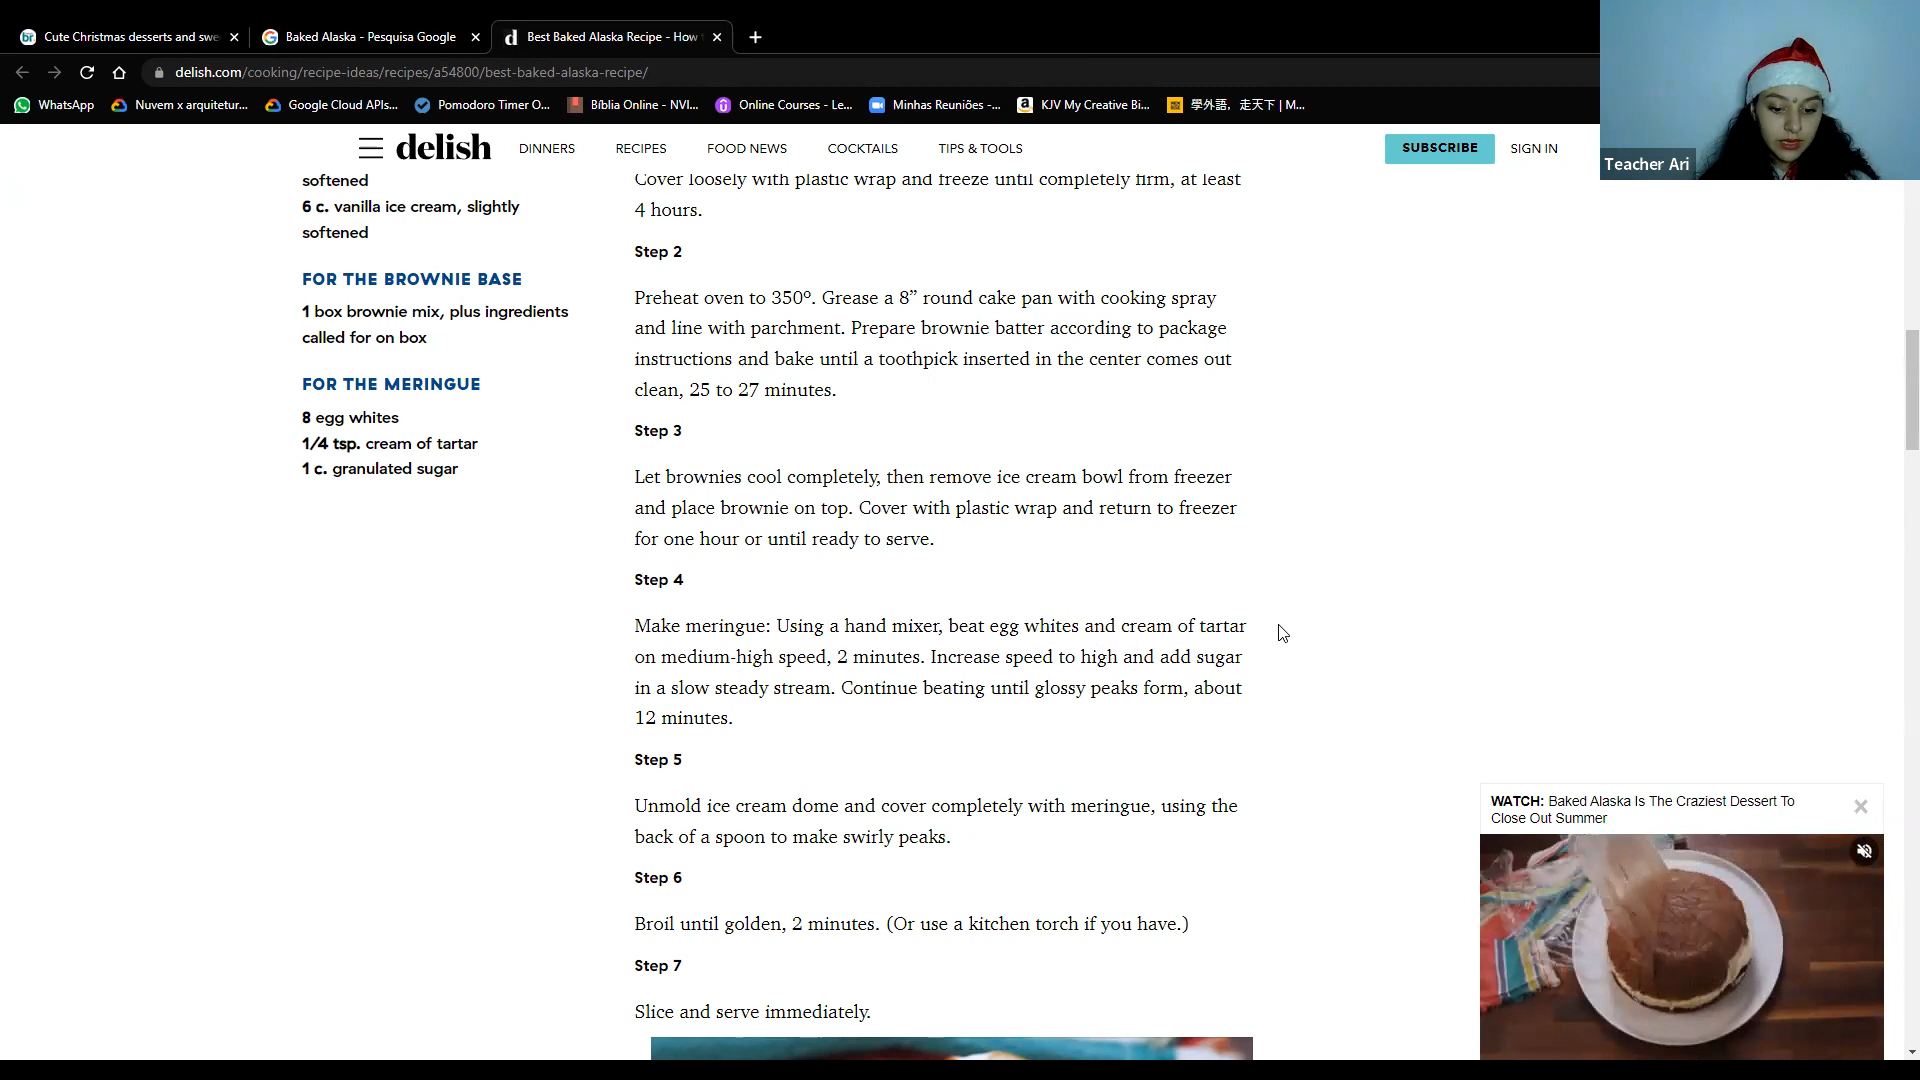 Cute Christmas desserts and swe
Baked Alaska - Pesquisa Google
Best Baked Alaska Recipe - How
delish.com/cooking/recipe-ideas/recipes/a54800/best-baked-alaska-recipe/
WhatsApp
Nuvem x arquitetur...
Google Cloud APIs...
Pomodoro Timer O...
Bíblia Online - NVI...
Online Courses - Le...
Minhas Reuniões -...
KJV My Creative Bi...
學外語，走天下 | M...
Teacher Ari
delish
DINNERS
RECIPES
FOOD NEWS
COCKTAILS
TIPS & TOOLS
SUBSCRIBE
SIGN IN
softened
6 c. vanilla ice cream, slightly
softened
FOR THE BROWNIE BASE
1 box brownie mix, plus ingredients
called for on box
FOR THE MERINGUE
8 egg whites
1/4 tsp. cream of tartar
1 c. granulated sugar
Cover loosely with plastic wrap and freeze until completely firm, at least
4 hours.
Step 2
Preheat oven to 350º. Grease a 8” round cake pan with cooking spray
and line with parchment. Prepare brownie batter according to package
instructions and bake until a toothpick inserted in the center comes out
clean, 25 to 27 minutes.
Step 3
Let brownies cool completely, then remove ice cream bowl from freezer
and place brownie on top. Cover with plastic wrap and return to freezer
for one hour or until ready to serve.
Step 4
Make meringue: Using a hand mixer, beat egg whites and cream of tartar
on medium-high speed, 2 minutes. Increase speed to high and add sugar
in a slow steady stream. Continue beating until glossy peaks form, about
12 minutes.
Step 5
Unmold ice cream dome and cover completely with meringue, using the
back of a spoon to make swirly peaks.
Step 6
Broil until golden, 2 minutes. (Or use a kitchen torch if you have.)
Step 7
Slice and serve immediately.
WATCH: Baked Alaska Is The Craziest Dessert To
Close Out Summer